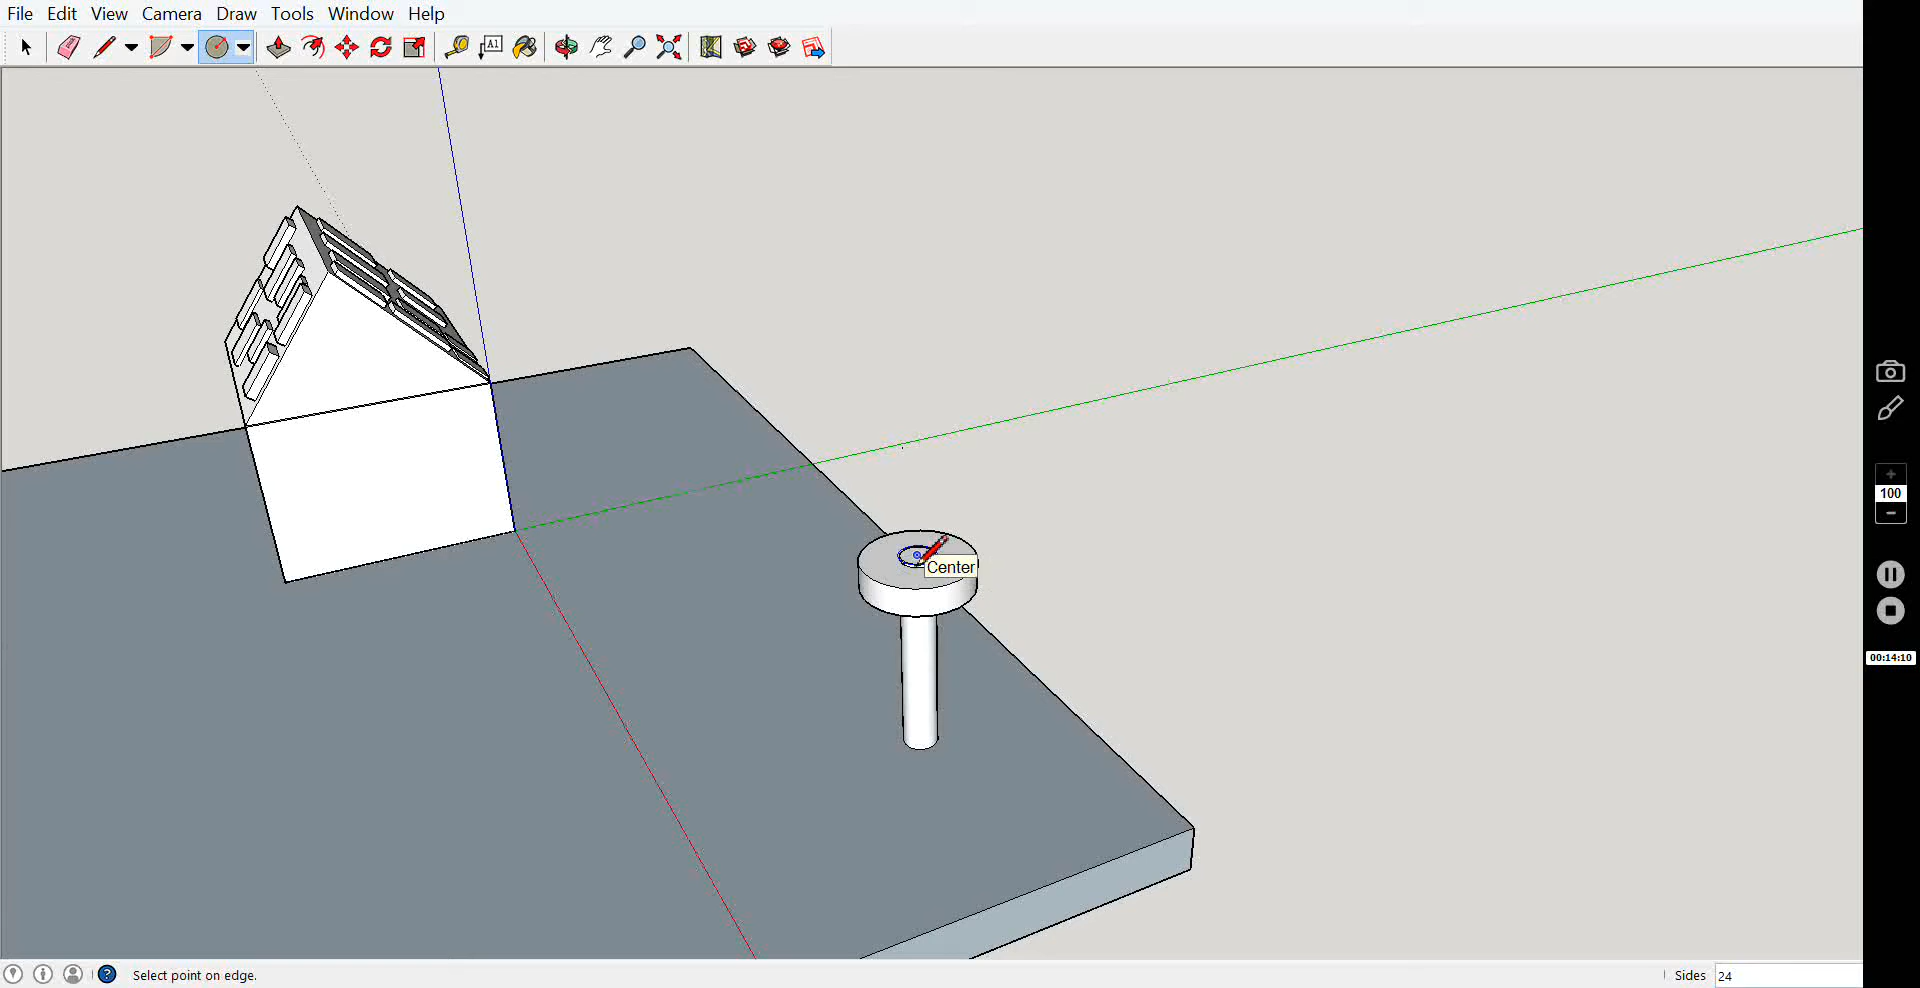 File Edit View Camera Draw Tools Window Help
A1
Center
100
00:14:10
Select point on edge.
Sides 24